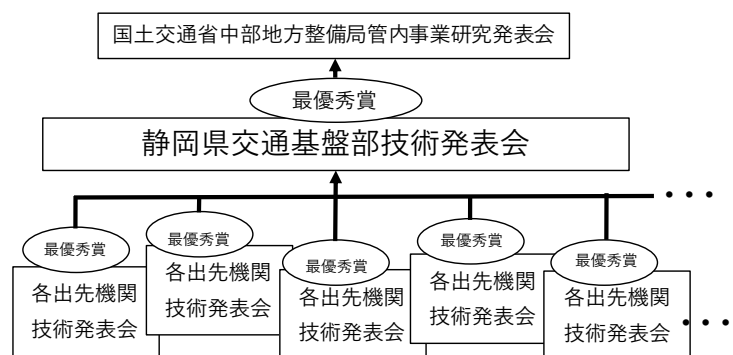 国土交通省中部地方整備局管内事業研究発表会
最優秀賞
静岡県交通基盤部技術発表会
・・・
最優秀賞
各出先機関
技術発表会
最優秀賞
各出先機関
技術発表会
最優秀賞
各出先機関
技術発表会
最優秀賞
各出先機関
技術発表会
最優秀賞
各出先機関
技術発表会
・・・